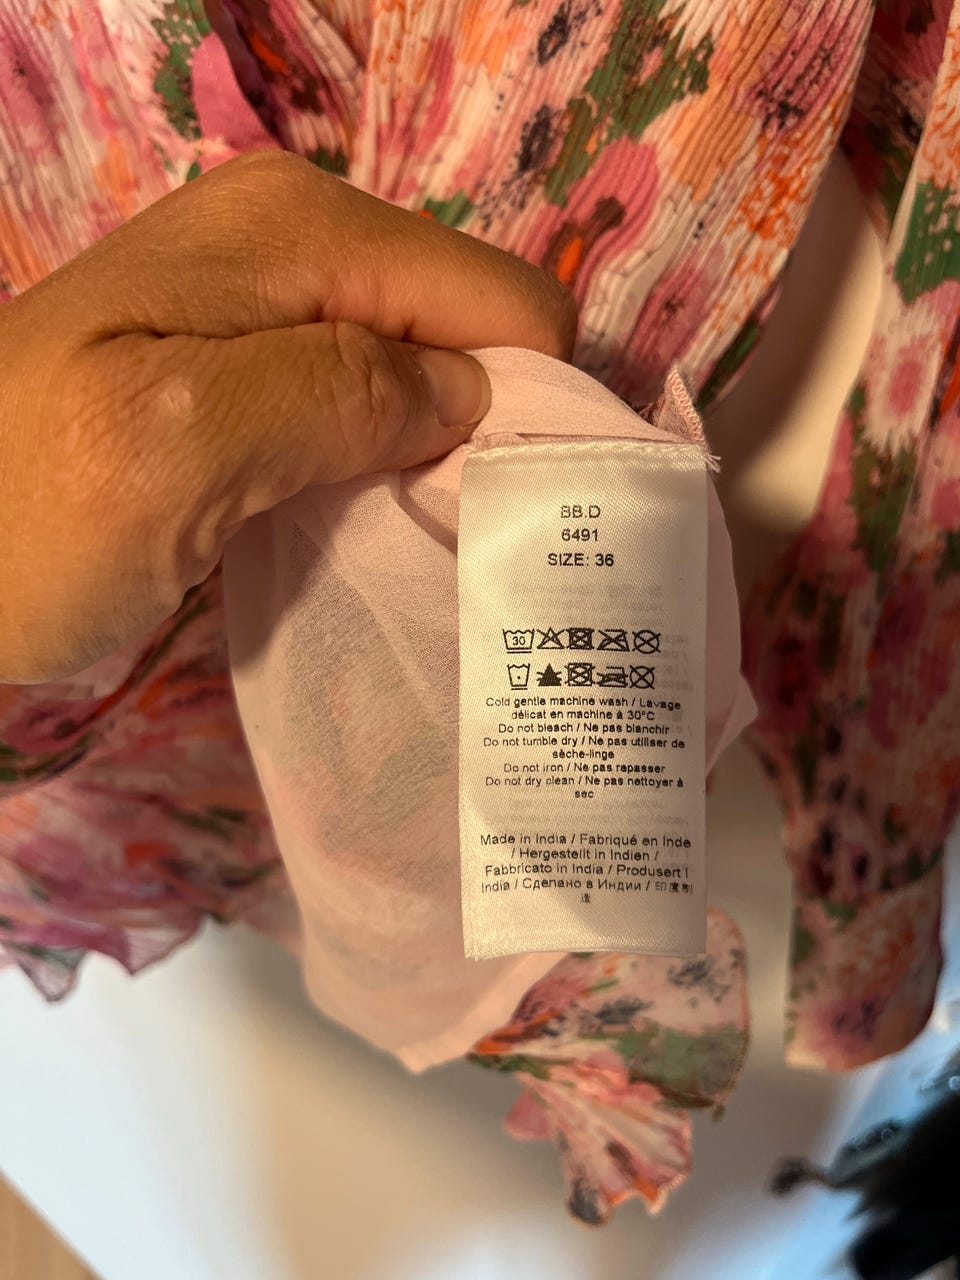 BB.D
6491
SIZE: 36
30
Cold gentle machine wash / Lavage
délicat en machine à 30°C
Do not bleach / Ne pas blanchir
Do not tumble dry / Ne pas utiliser de
sèche-linge
Do not iron / Ne pas repasser
Do not dry clean / Ne pas nettoyer à
sec
Made in India / Fabriqué en Inde
/ Hergestellt in Indien /
Fabbricato in India / Produsert i
India / Сделано в Индии / 印度制
造